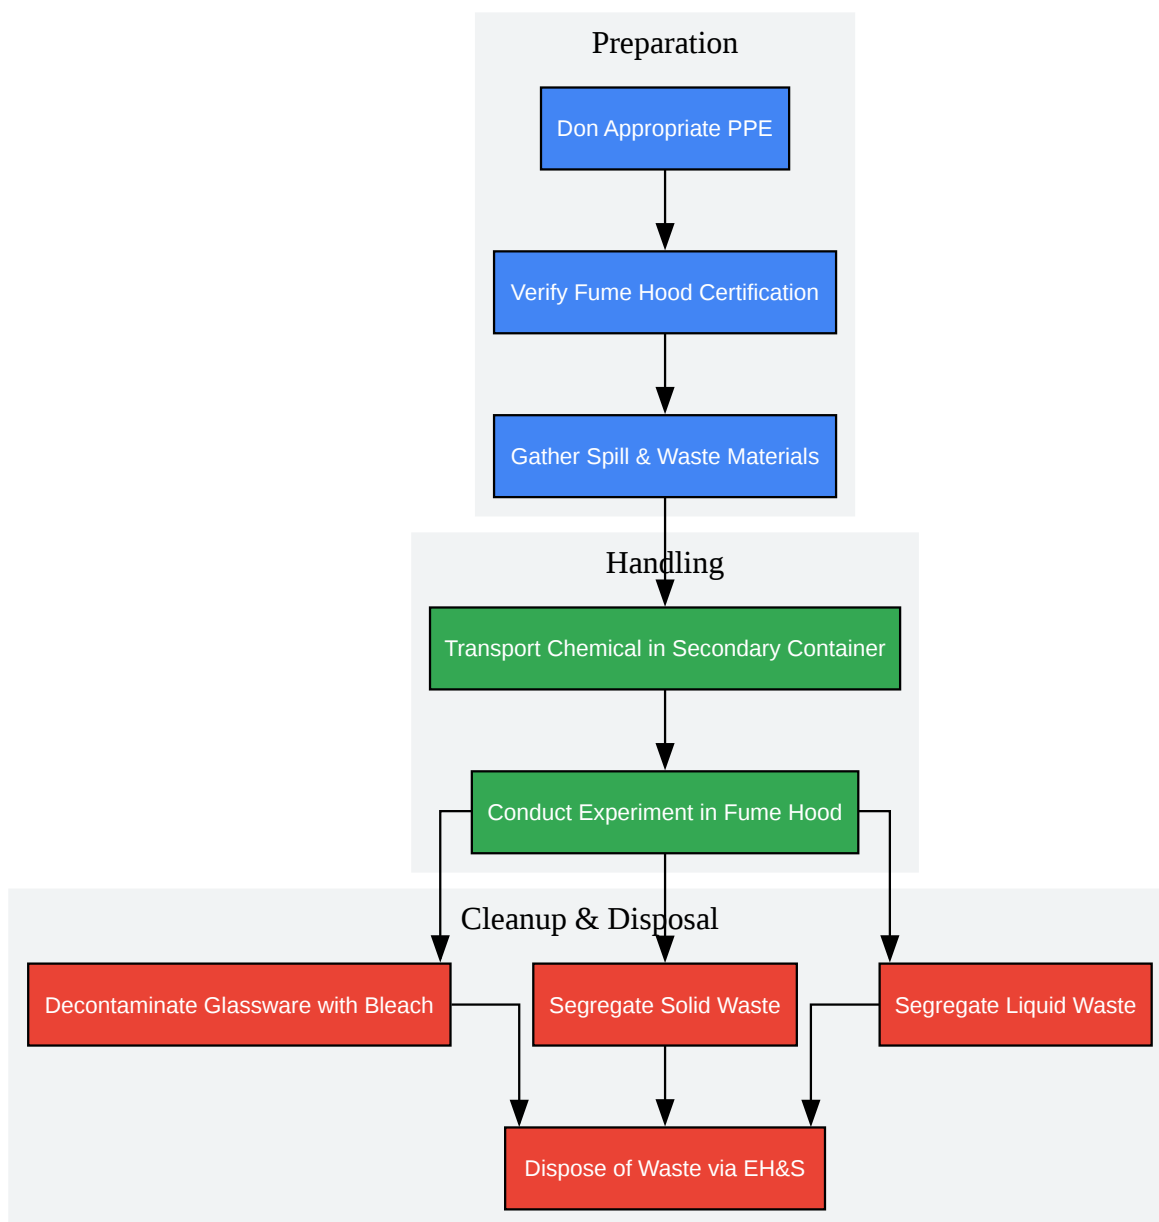 Preparation
Don Appropriate PPE
Verify Fume Hood Certification
Gather Spill & Waste Materials
Handling
Transport Chemical in Secondary Container
Conduct Experiment in Fume Hood
Cleanup & Disposal
Decontaminate Glassware with Bleach
Segregate Solid Waste
Segregate Liquid Waste
Dispose of Waste via EH&S